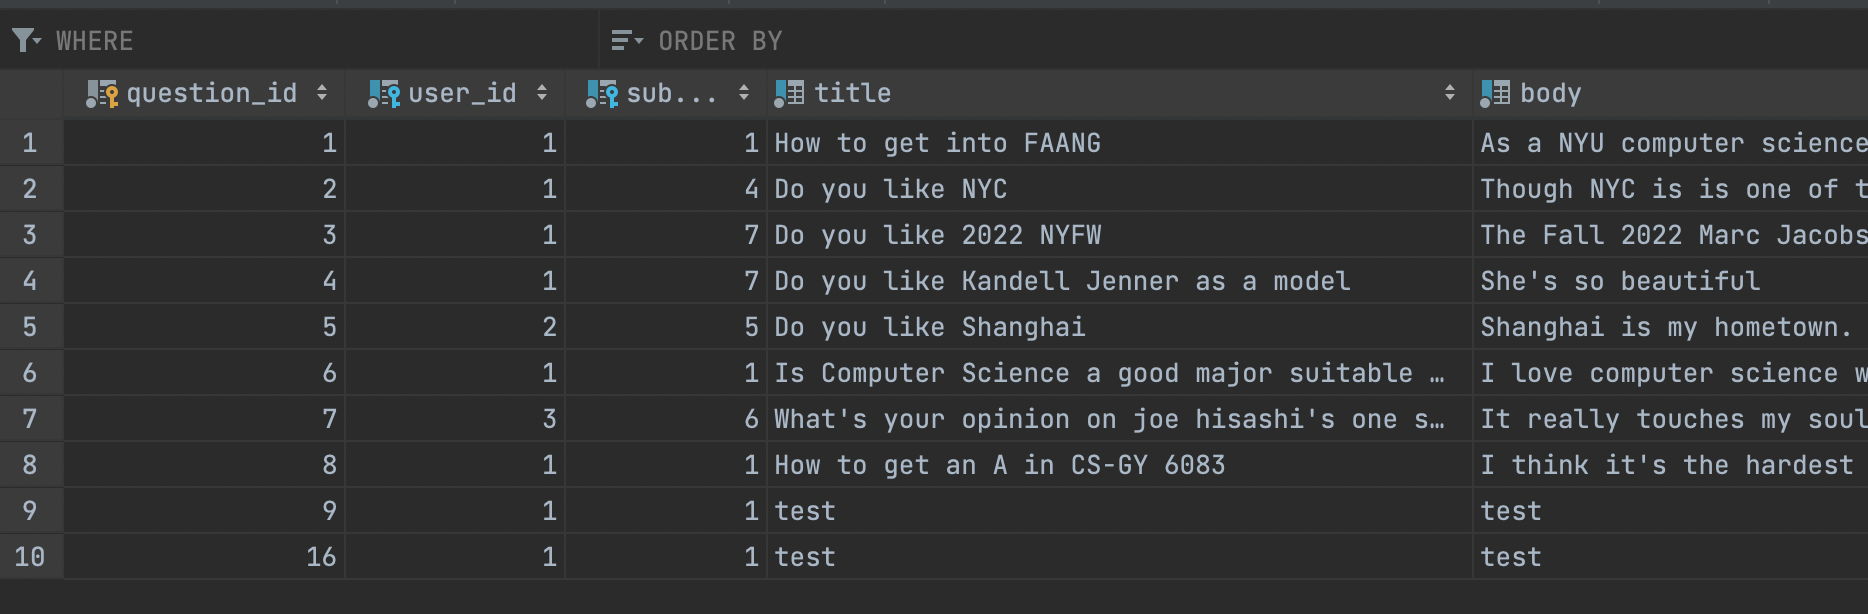 WHERE ORDER BY
question_id user_id sub... title body
1 1 1 1 How to get into FAANG As a NYU computer science
2 2 1 4 Do you like NYC Though NYC is is one of t
3 3 1 7 Do you like 2022 NYFW The Fall 2022 Marc Jacobs
4 4 1 7 Do you like Kandell Jenner as a model She's so beautiful
5 5 2 5 Do you like Shanghai Shanghai is my hometown.
6 6 1 1 Is Computer Science a good major suitable … I love computer science w
7 7 3 6 What's your opinion on joe hisashi's one s… It really touches my soul
8 8 1 1 How to get an A in CS-GY 6083 I think it's the hardest
9 9 1 1 test test
10 16 1 1 test test